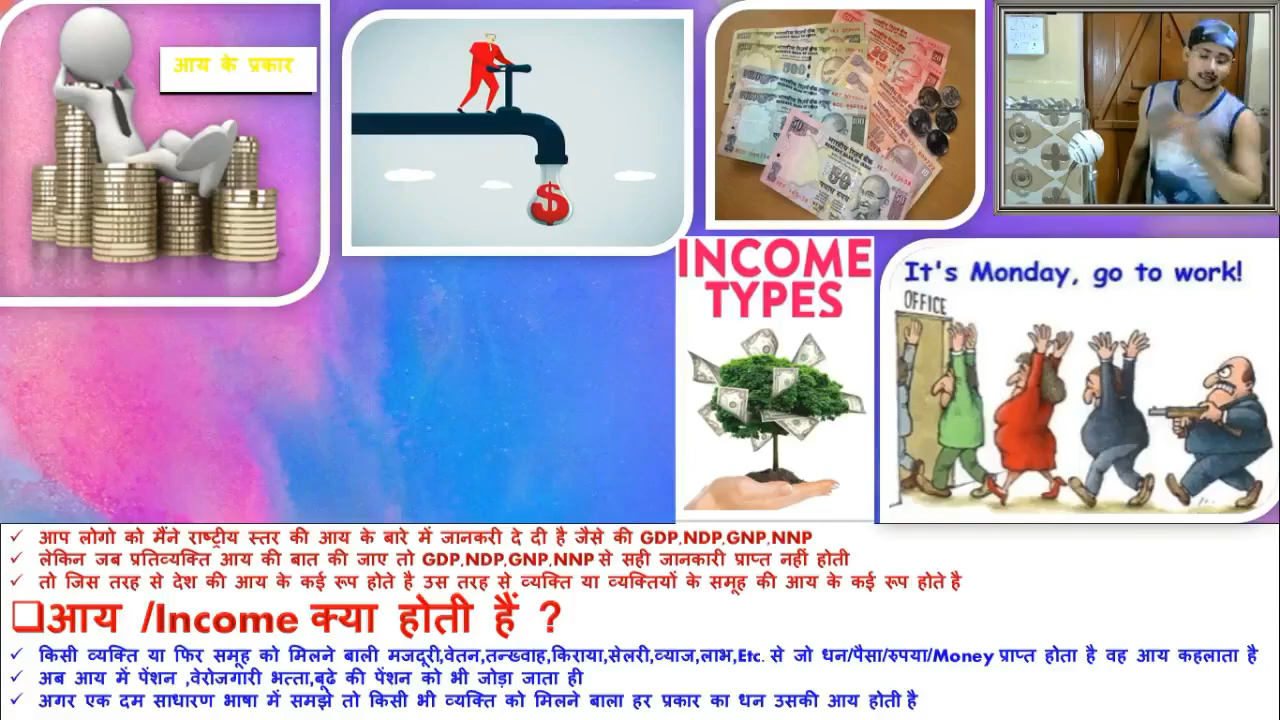 आय के प्रकार
$
INCOME
TYPES
It's Monday, go to work!
OFFICE
आप लोगो को मैंने राष्ट्रीय स्तर की आय के बारे में जानकरी दे दी है जैसे की GDP,NDP,GNP,NNP
लेकिन जब प्रतिव्यक्ति आय की बात की जाए तो GDP,NDP,GNP,NNP से सही जानकारी प्राप्त नहीं होती
तो जिस तरह से देश की आय के कई रूप होते है उस तरह से व्यक्ति या व्यक्तियों के समूह की आय के कई रूप होते है
आय /Income क्या होती हैं ?
किसी व्यक्ति या फिर समूह को मिलने बाली मजदूरी,वेतन,तन्ख्वाह,किराया,सेलरी,व्याज,लाभ,Etc. से जो धन/पैसा/रुपया/Money प्राप्त होता है वह आय कहलाता है
अब आय में पेंशन ,वेरोजगारी भत्ता,बूढे की पेंशन को भी जोड़ा जाता ही
अगर एक दम साधारण भाषा में समझे तो किसी भी व्यक्ति को मिलने बाला हर प्रकार का धन उसकी आय होती है